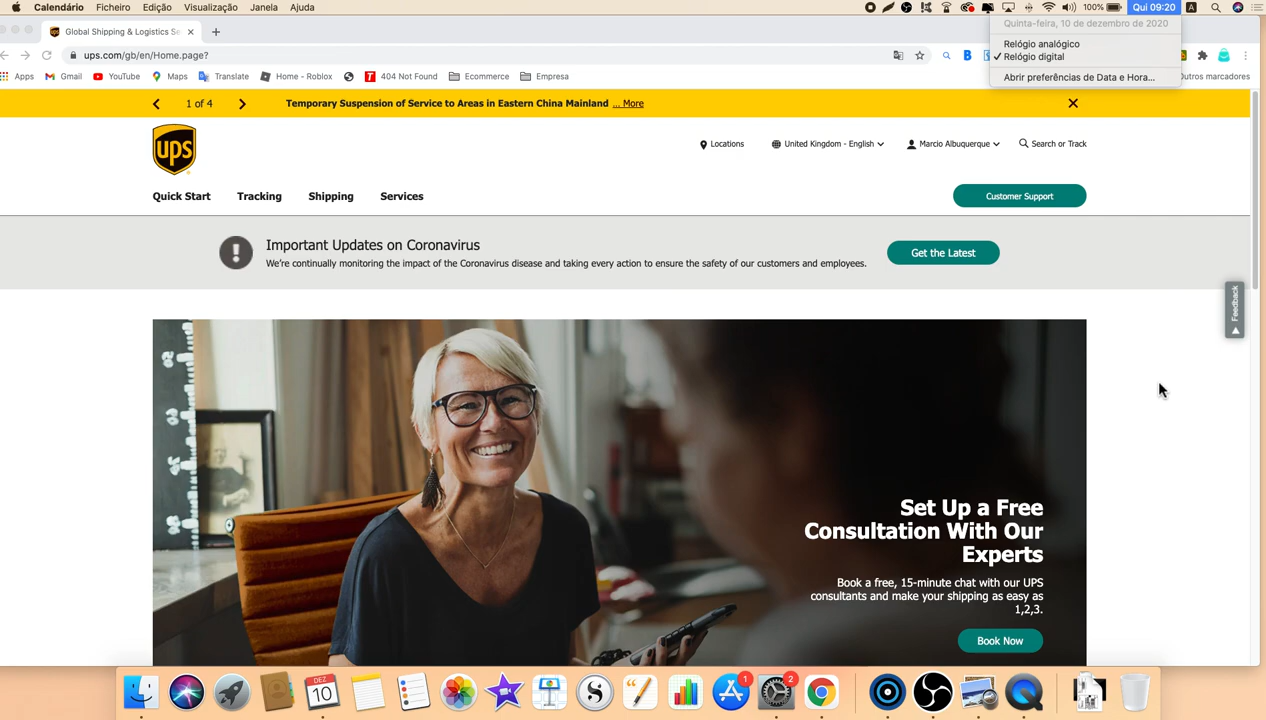 Calendário Ficheiro Edição Visualização Janela Ajuda 100% Qui 09:20
Quinta-feira, 10 de dezembro de 2020
Relógio analógico
✓ Relógio digital
Abrir preferências de Data e Hora...
Global Shipping & Logistics Se
ups.com/gb/en/Home.page?
Apps Gmail YouTube Maps Translate Home - Roblox 404 Not Found Ecommerce Empresa Outros marcadores
1 of 4 Temporary Suspension of Service to Areas in Eastern China Mainland ... More
ups
Locations United Kingdom - English Marcio Albuquerque Search or Track
Quick Start Tracking Shipping Services Customer Support
Important Updates on Coronavirus
We're continually monitoring the impact of the Coronavirus disease and taking every action to ensure the safety of our customers and employees.
Get the Latest
Feedback
Set Up a Free
Consultation With Our
Experts
Book a free, 15-minute chat with our UPS
consultants and make your shipping as easy as
1,2,3.
Book Now
DEZ
10
1
2